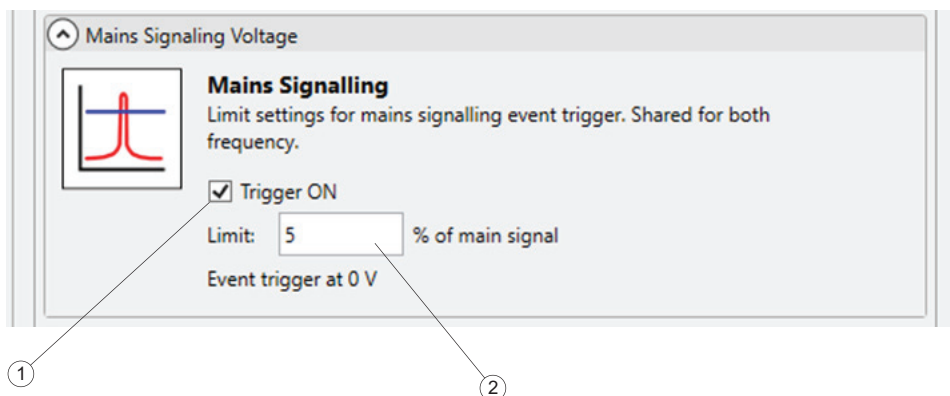 Mains Signaling Voltage
Mains Signalling
Limit settings for mains signalling event trigger. Shared for both
frequency.
Trigger ON
Limit: 5 % of main signal
Event trigger at 0 V
1
2